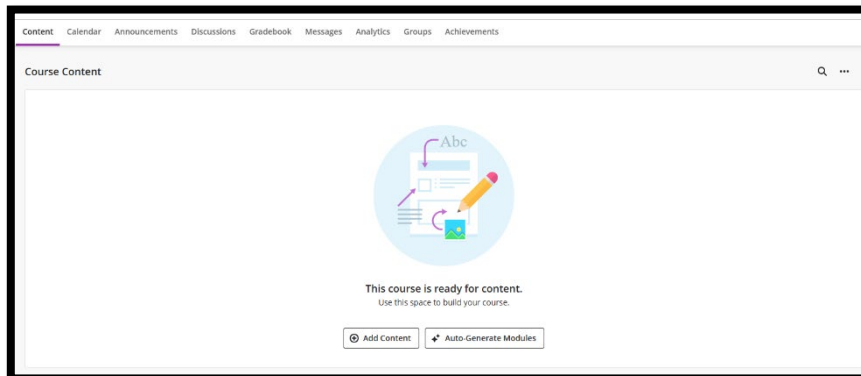 Content Calendar Announcements Discussions Gradebook Messages Analytics Groups Achievements
Course Content
Abc
This course is ready for content.
Use this space to build your course.
Add Content Auto-Generate Modules